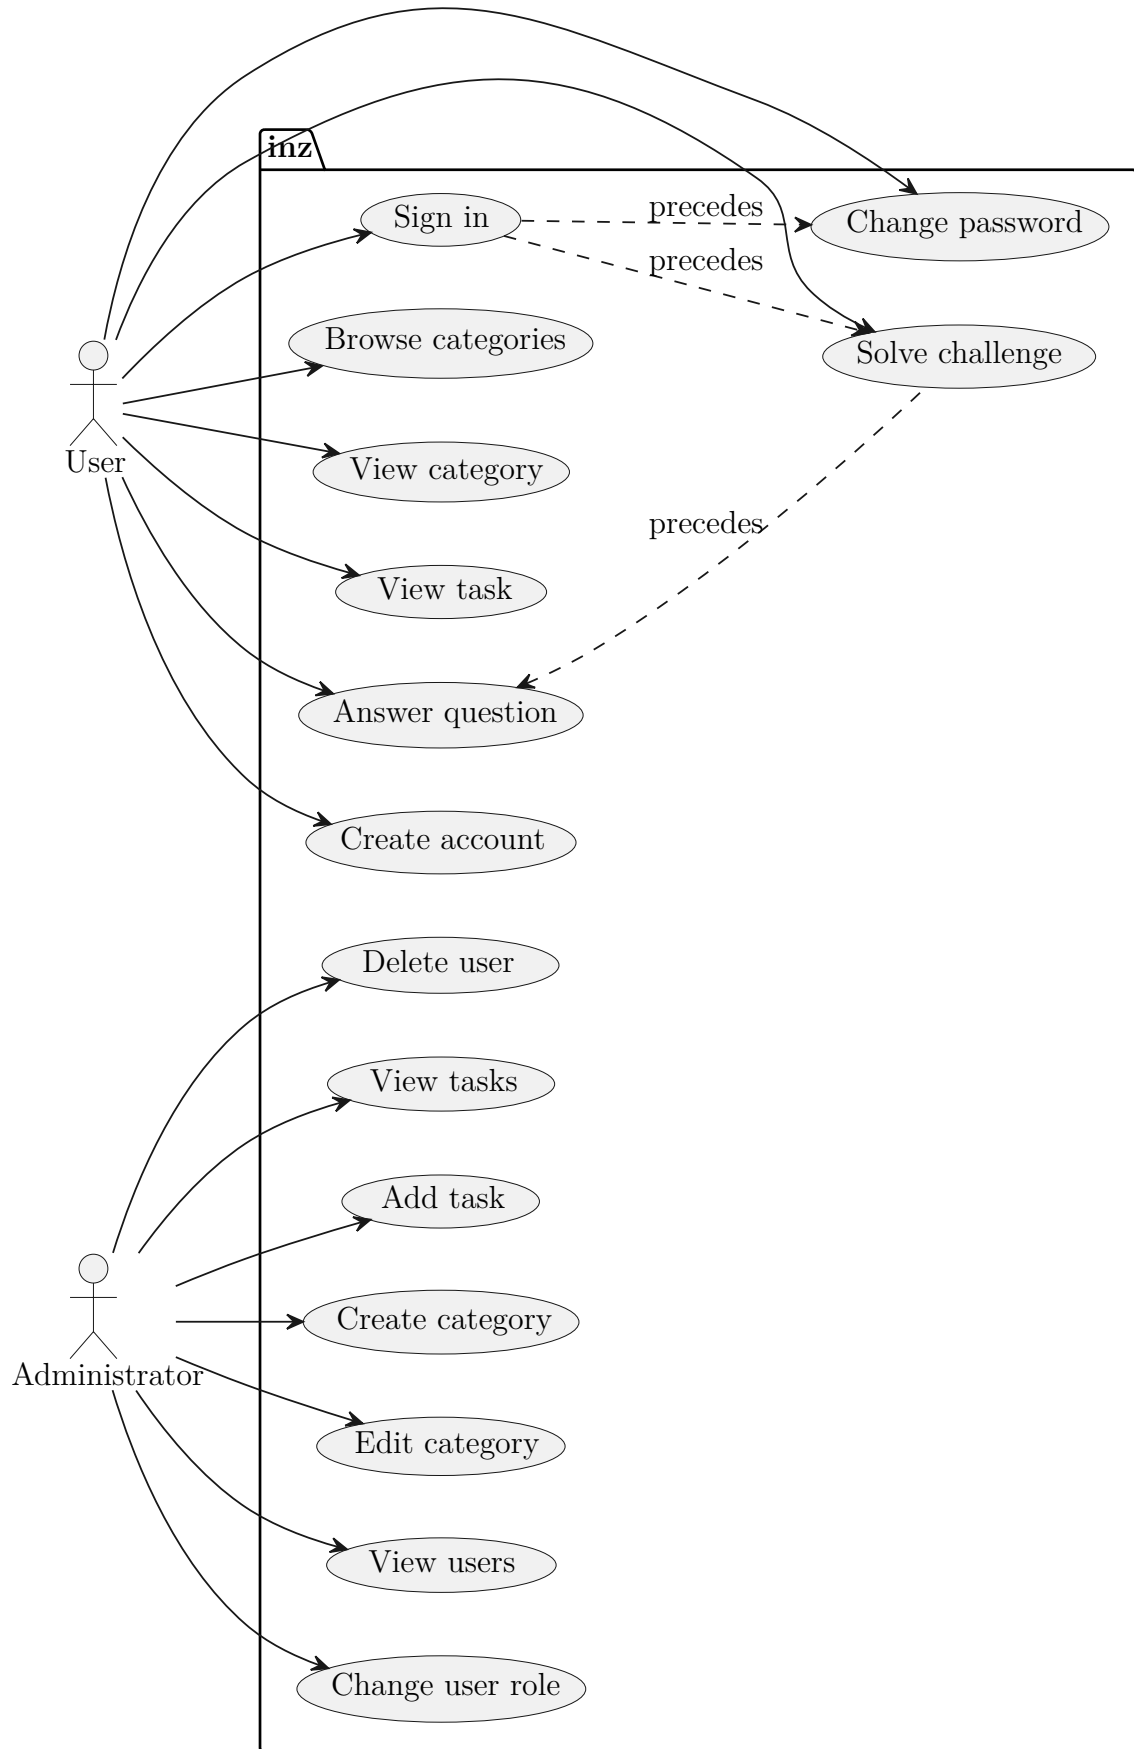 inz
Sign in
precedes
Change password
precedes
Browse categories
Solve challenge
User
View category
precedes
View task
Answer question
Create account
Delete user
View tasks
Add task
Create category
Administrator
Edit category
View users
Change user role